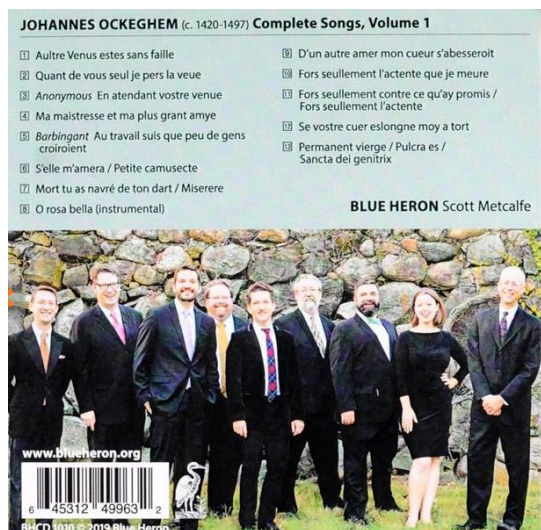 JOHANNES OCKEGHEM (c. 1420-1497) Complete Songs, Volume 1
1 Aultre Venus estes sans faille
2 Quant de vous seul je pers la veue
3 Anonymous En atendant vostre venue
4 Ma maistresse et ma plus grant amye
5 Barbingant Au travail suis que peu de gens
croiroient
6 S'elle m'amera / Petite camusecte
7 Mort tu as navré de ton dart / Miserere
8 O rosa bella (instrumental)
9 D'un autre amer mon cueur s'abesseroit
10 Fors seullement l'actente que je meure
11 Fors seullement contre ce qu'ay promis /
Fors seullement l'actente
12 Se vostre cuer eslongne moy a tort
13 Permanent vierge / Pulcra es /
Sancta dei genitrix
BLUE HERON Scott Metcalfe
www.blueheron.org
6 45312 49963 2
BHCD 1010 © 2019 Blue Heron